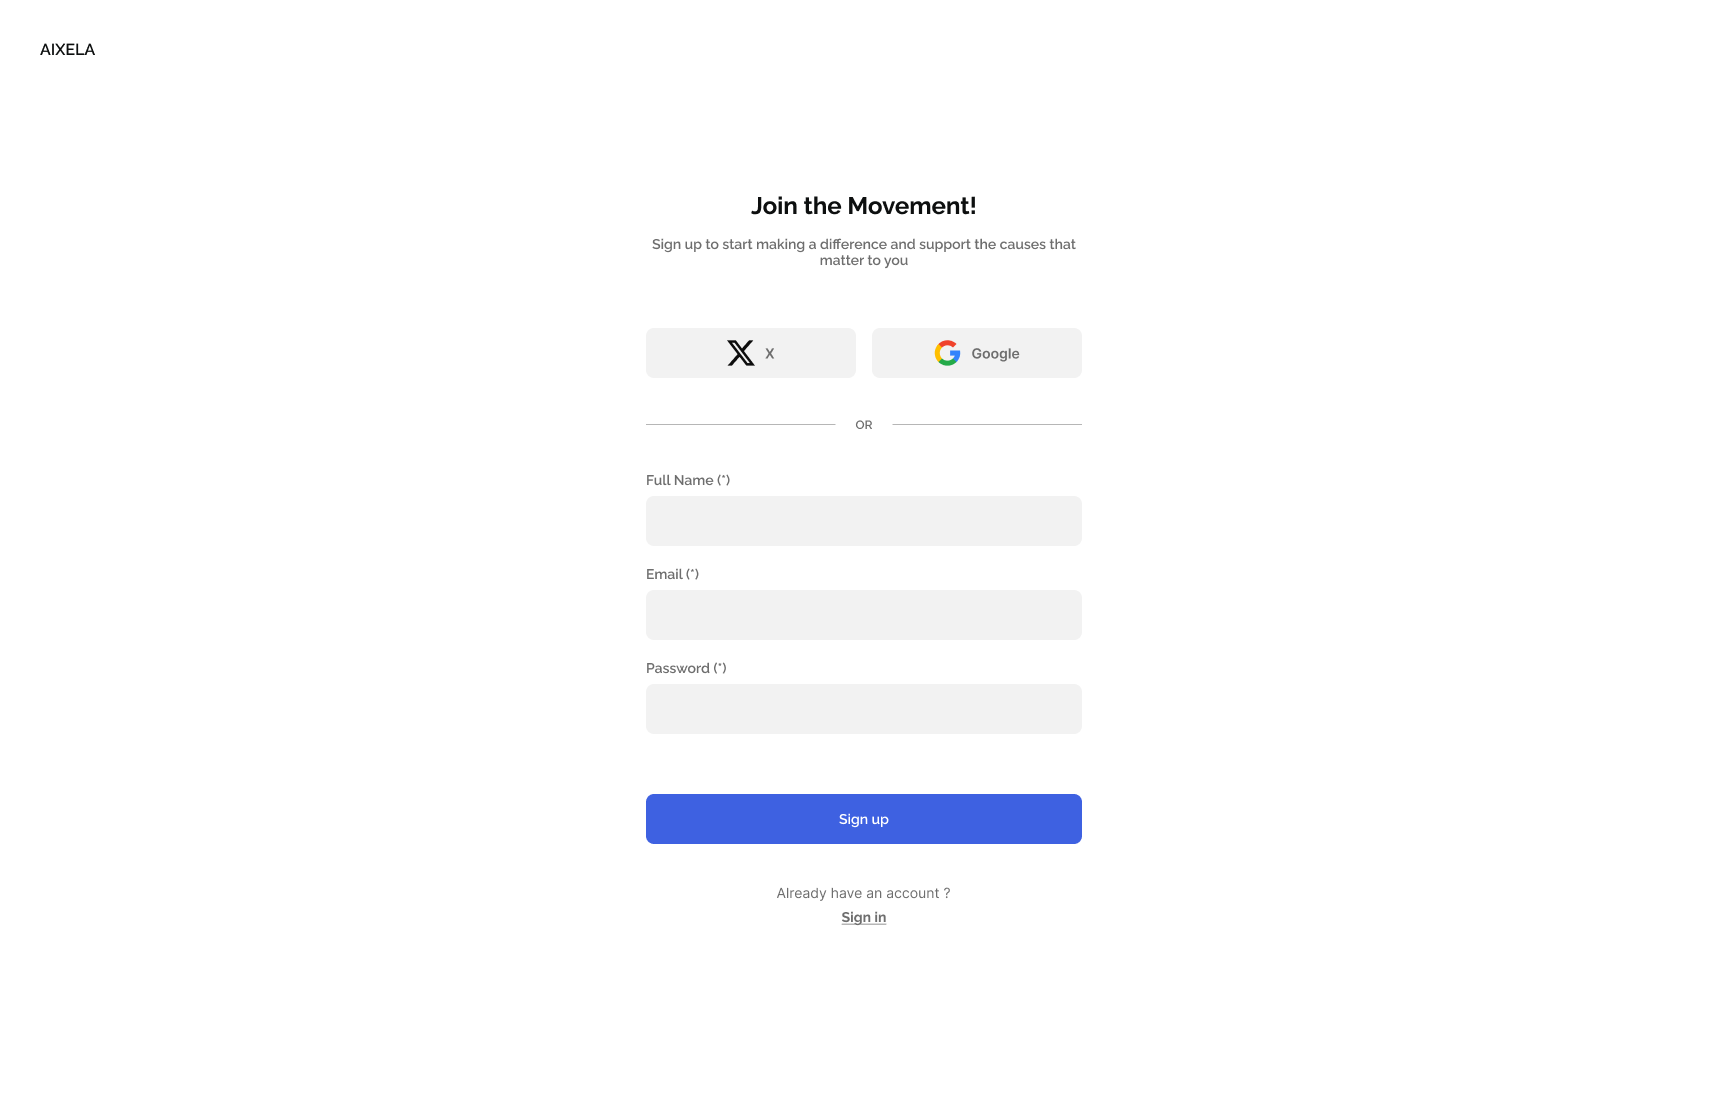 AIXELA
Join the Movement!
Sign up to start making a difference and support the causes that
matter to you
X
Google
OR
Full Name (*)
Email (*)
Password (*)
Sign up
Already have an account ?
Sign in